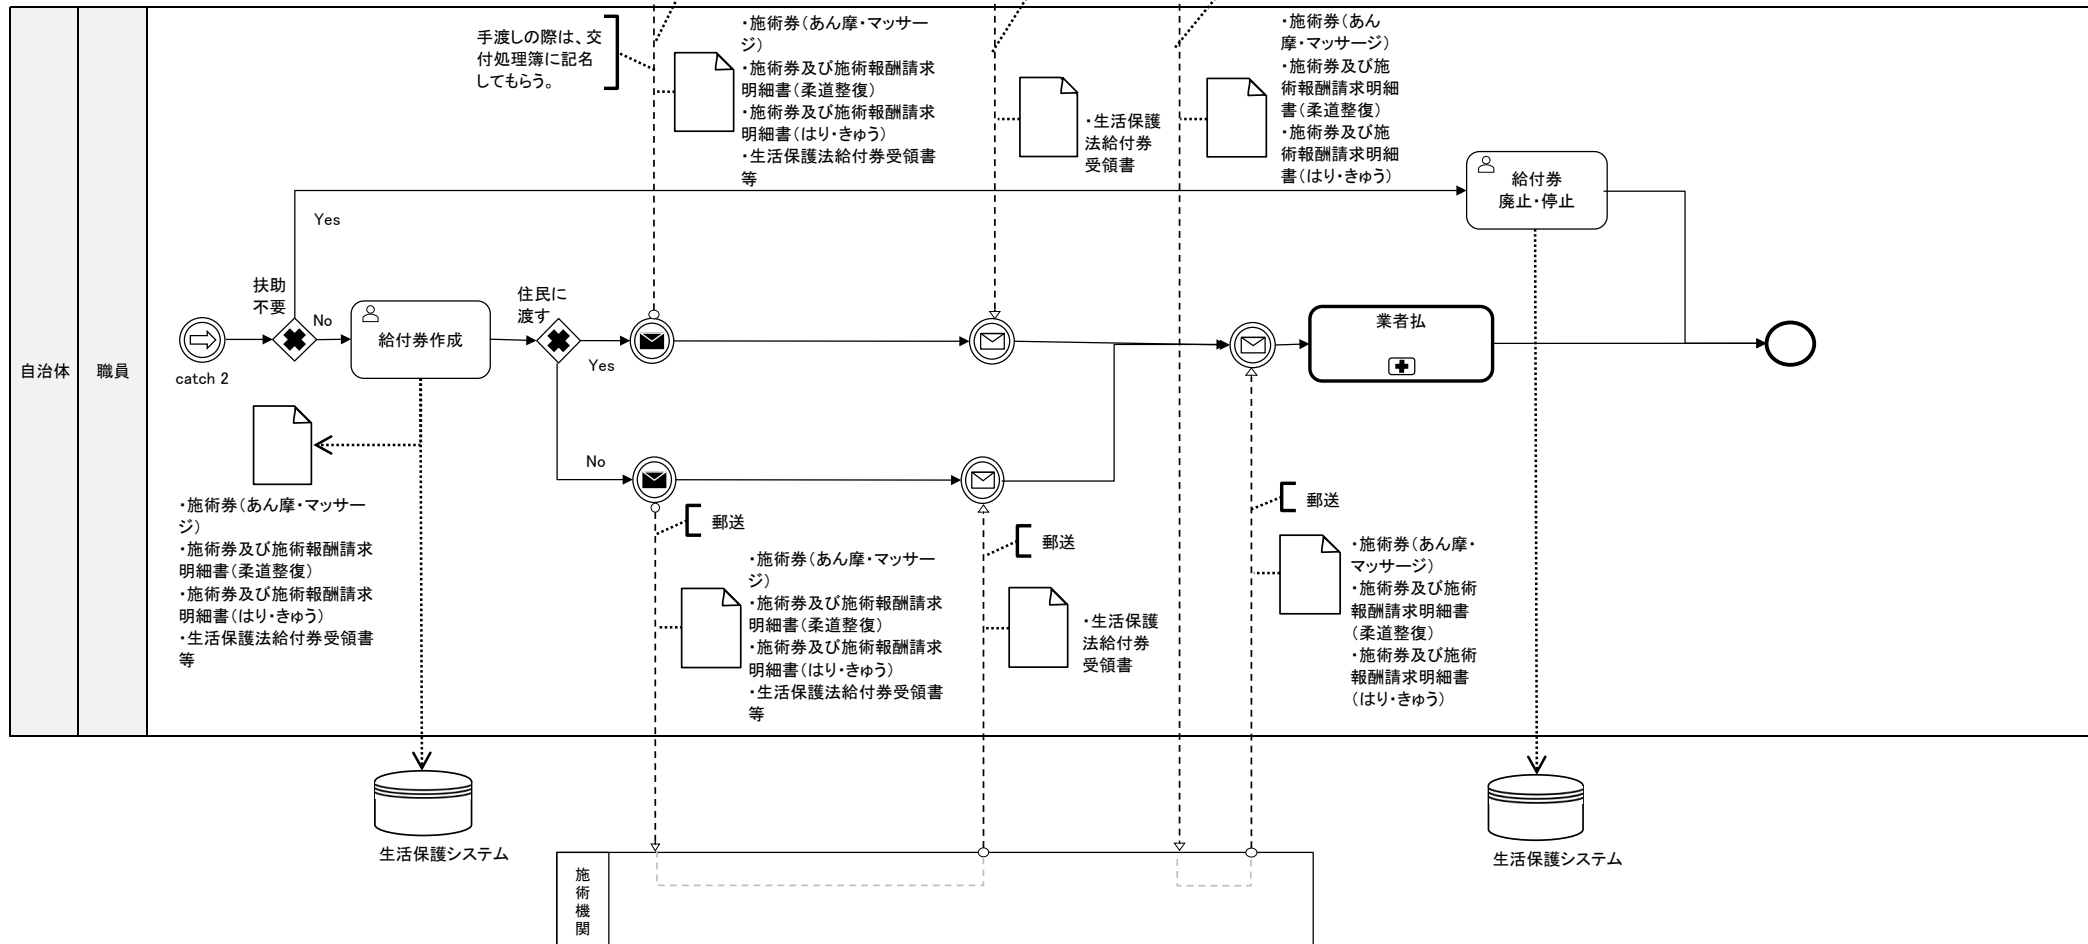 手渡しの際は、交
付処理簿に記名
してもらう。
・施術券(あん摩・マッサー
ジ)
・施術券及び施術報酬請求
明細書(柔道整復)
・施術券及び施術報酬請求
明細書(はり・きゅう)
・生活保護法給付券受領書
等
・生活保護
法給付券
受領書
・施術券(あん
摩・マッサージ)
・施術券及び施
術報酬請求明細
書(柔道整復)
・施術券及び施
術報酬請求明細
書(はり・きゅう)
給付券
廃止・停止
Yes
扶助
不要
No
住民に
渡す
給付券作成
Yes
業者払
自治体
職員
catch 2
No
・施術券(あん摩・マッサー
ジ)
・施術券及び施術報酬請求
明細書(柔道整復)
・施術券及び施術報酬請求
明細書(はり・きゅう)
・生活保護法給付券受領書
等
郵送
・施術券(あん摩・マッサー
ジ)
・施術券及び施術報酬請求
明細書(柔道整復)
・施術券及び施術報酬請求
明細書(はり・きゅう)
・生活保護法給付券受領書
等
郵送
・生活保護
法給付券
受領書
郵送
・施術券(あん摩・
マッサージ)
・施術券及び施術
報酬請求明細書
(柔道整復)
・施術券及び施術
報酬請求明細書
(はり・きゅう)
生活保護システム
生活保護システム
施
術
機
関